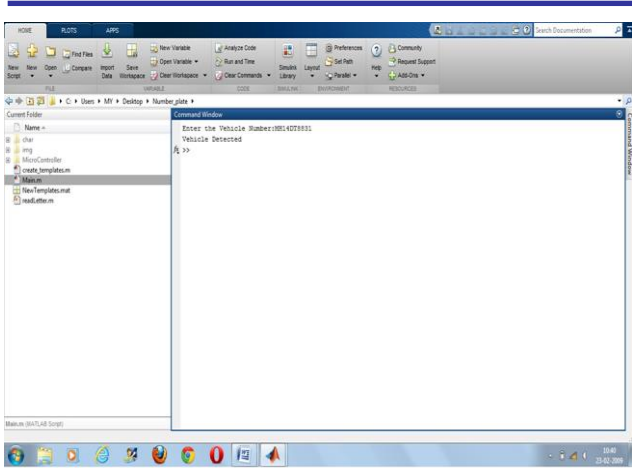 HOME PLOTS APPS
Search Documentation
New Script
New
Open
Find Files
Compare
Import Data
Save Workspace
New Variable
Open Variable
Clear Workspace
Analyze Code
Run and Time
Clear Commands
Simulink Library
Layout
Preferences
Set Path
Parallel
Help
Community
Request Support
Add-Ons
FILE VARIABLE CODE SIMULINK ENVIRONMENT RESOURCES
C: Users MY Desktop Number_plate
Current Folder
Name
char
img
MicroController
create_templates.m
Main.m
NewTemplates.mat
readLetter.m
Command Window
Enter the Vehicle Number:MH14DT8831
Vehicle Detected
fx >>
Command Window
Main.m (MATLAB Script)
10:40
23-02-2009